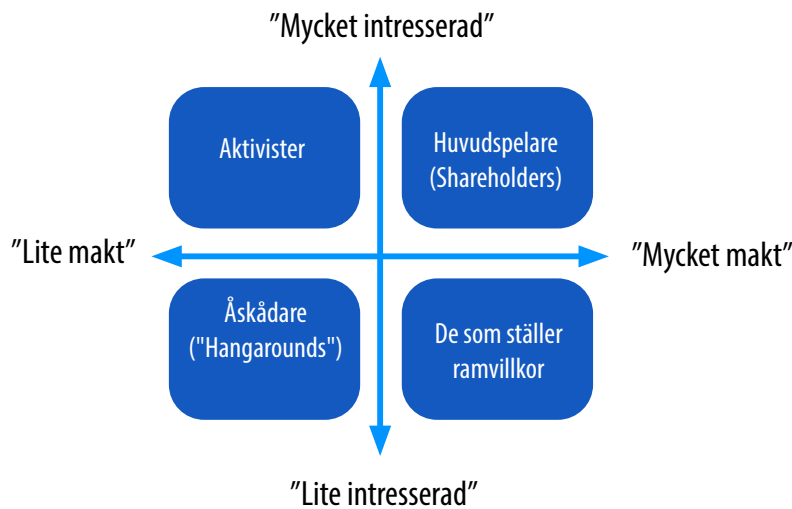 ”Mycket intresserad”
Aktivister
Huvudspelare
(Shareholders)
”Lite makt”
”Mycket makt”
Åskådare
("Hangarounds")
De som ställer
ramvillkor
”Lite intresserad”